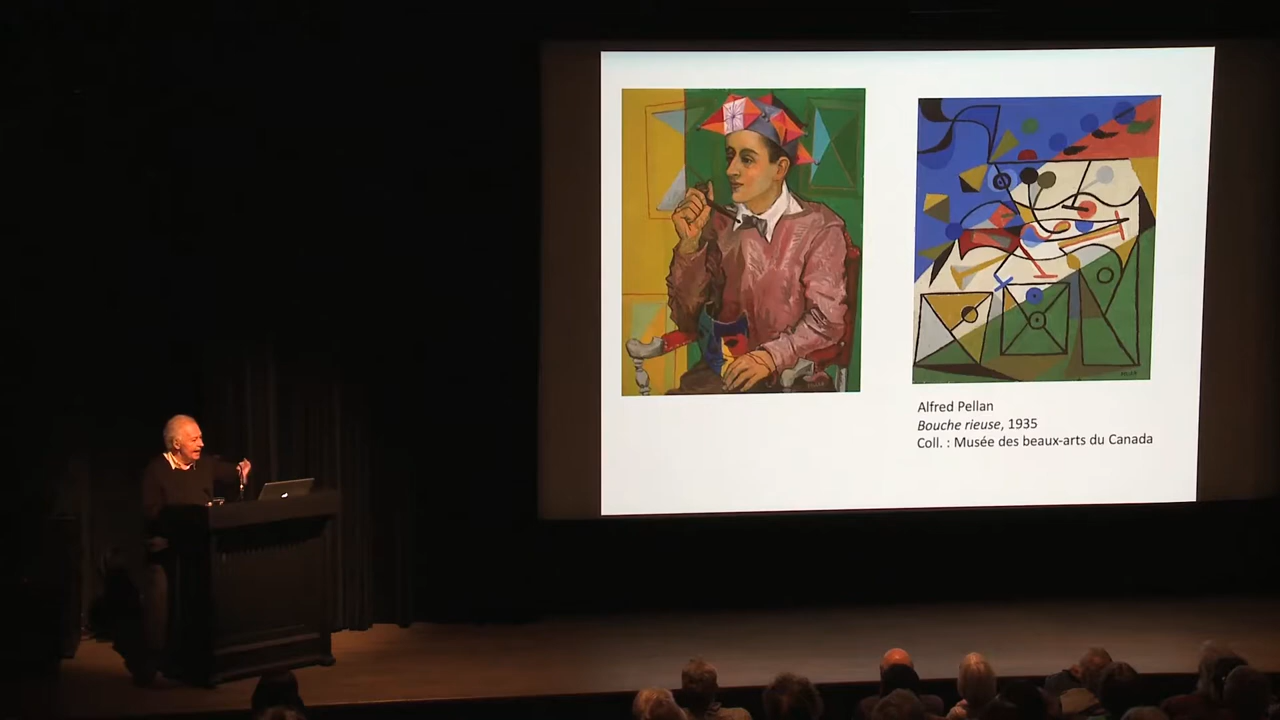 Alfred Pellan
Bouche rieuse, 1935
Coll. : Musée des beaux-arts du Canada